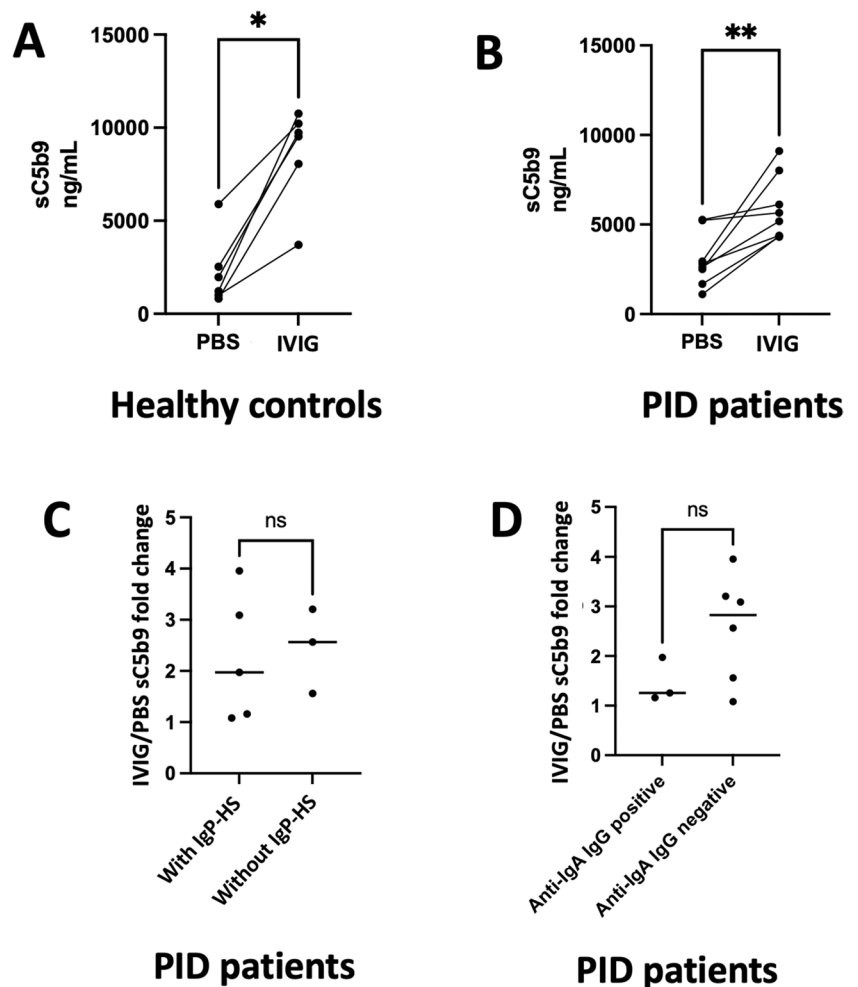 A
15000
10000
5000
0
sC5b9
ng/mL
*
PBS
IVIG
Healthy controls
B
15000
10000
5000
0
sC5b9
ng/mL
**
PBS
IVIG
PID patients
C
5
4
3
2
1
0
IVIG/PBS sC5b9 fold change
ns
With IgP-HS
Without IgP-HS
PID patients
D
5
4
3
2
1
0
IVIG/PBS sC5b9 fold change
ns
Anti-IgA IgG positive
Anti-IgA IgG negative
PID patients